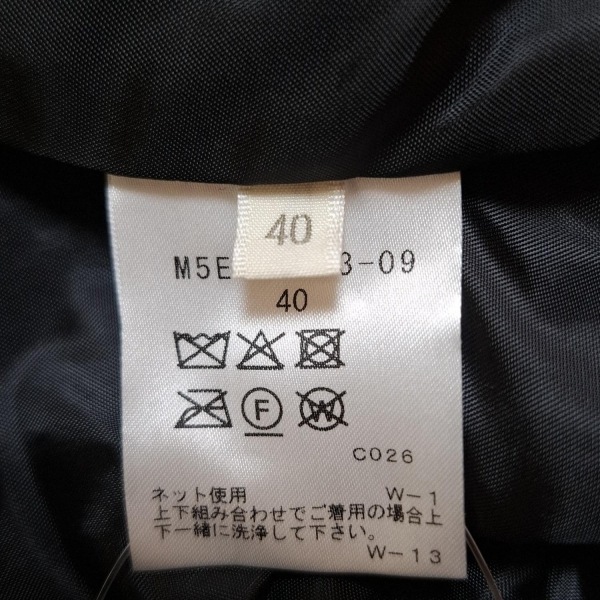 40
M5E 3-09
40
F W
C026
ネット使用 W-1
上下組み合わせでご着用の場合上
下一緒に洗浄して下さい。
W-13